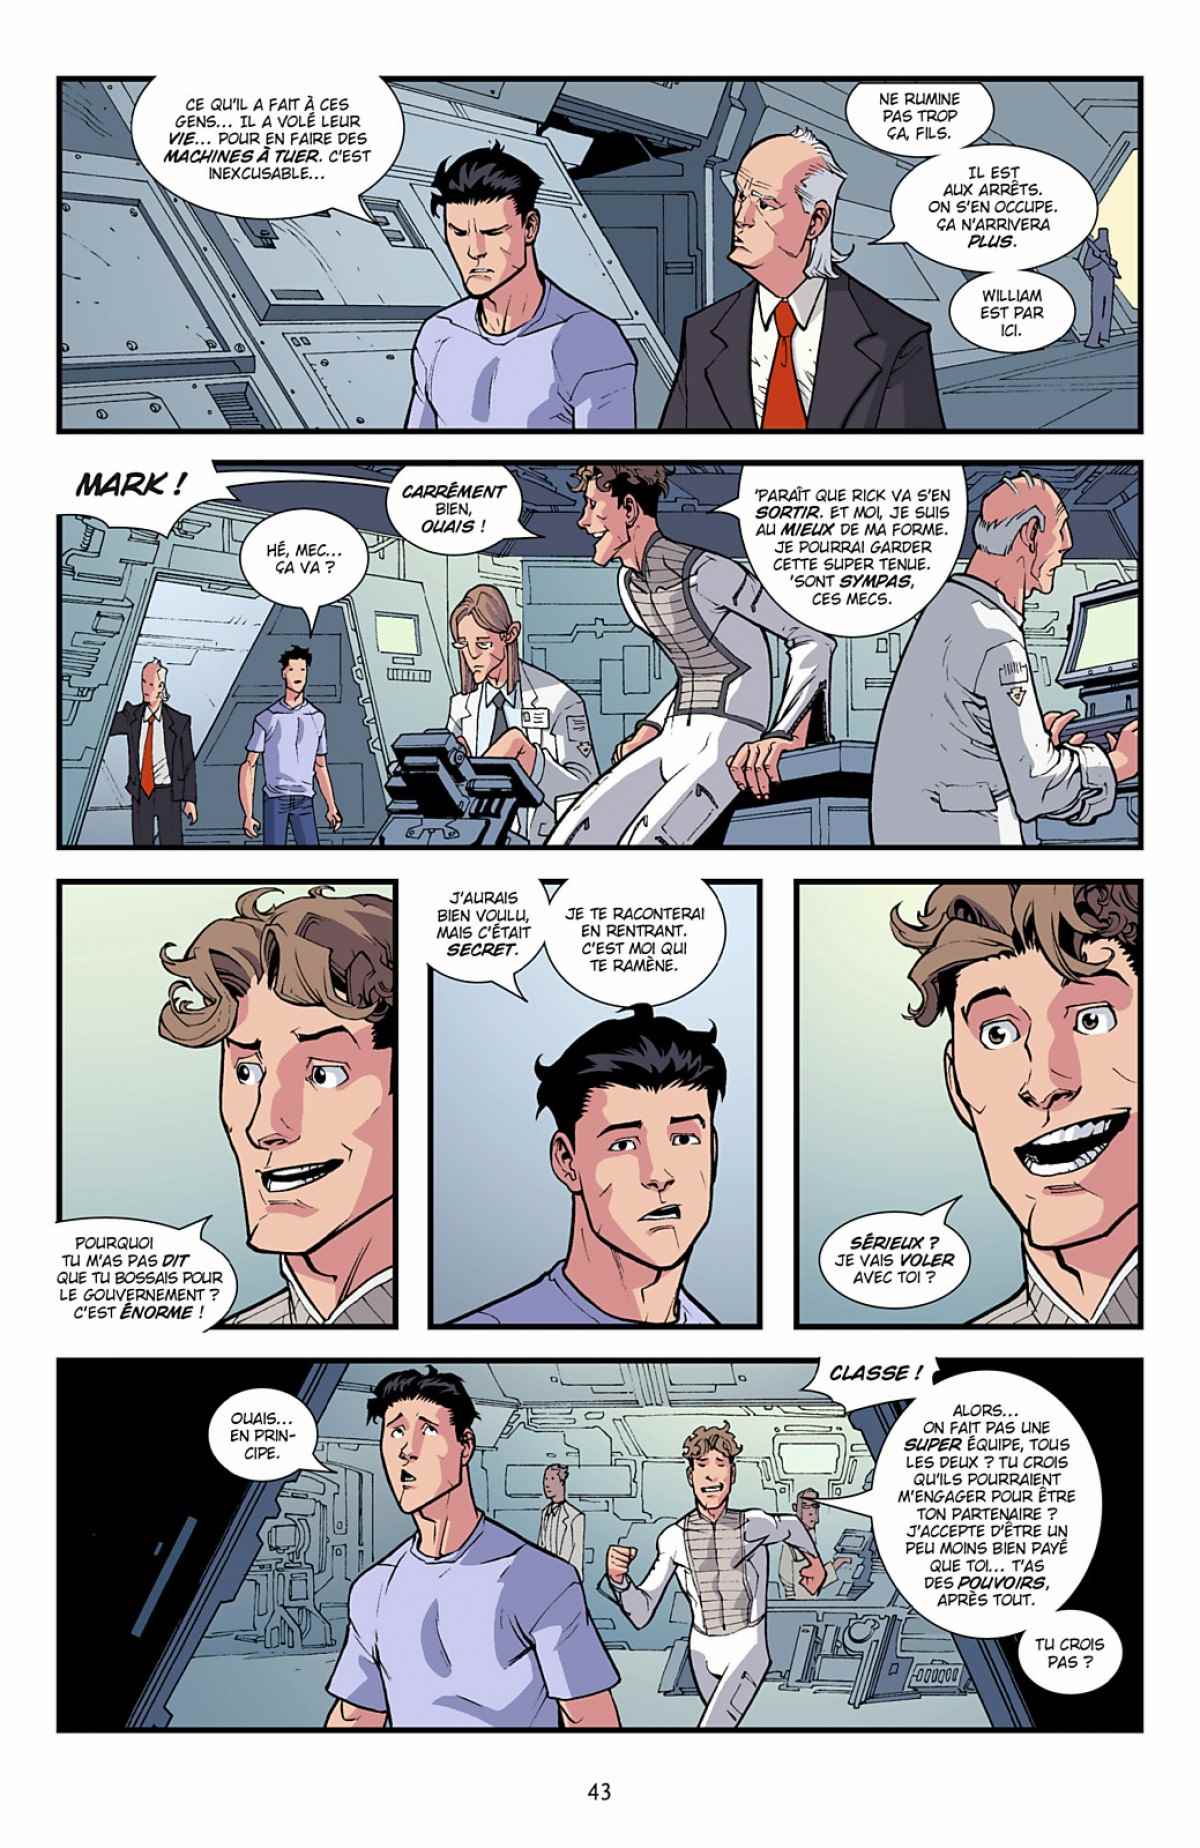 CE QU'IL A FAIT À CES
GENS... IL A VOLÉ LEUR
VIE... POUR EN FAIRE DES
MACHINES À TUER. C'EST
INEXCUSABLE...
NE RUMINE
PAS TROP
ÇA, FILS.
IL EST
AUX ARRÊTS.
ON S'EN OCCUPE.
ÇA N'ARRIVERA
PLUS.
WILLIAM
EST PAR
ICI.
MARK !
HÉ, MEC...
ÇA VA ?
CARRÉMENT
BIEN,
OUAIS !
'PARAÎT QUE RICK VA S'EN
SORTIR. ET MOI, JE SUIS
AU MIEUX DE MA FORME.
JE POURRAI GARDER
CETTE SUPER TENUE.
'SONT SYMPAS,
CES MECS.
POURQUOI
TU M'AS PAS DIT
QUE TU BOSSAIS POUR
LE GOUVERNEMENT ?
C'EST ÉNORME !
J'AURAIS
BIEN VOULU,
MAIS C'ÉTAIT
SECRET.
JE TE RACONTERAI
EN RENTRANT.
C'EST MOI QUI
TE RAMÈNE.
SÉRIEUX ?
JE VAIS VOLER
AVEC TOI ?
OUAIS...
EN PRIN-
CIPE.
CLASSE !
ALORS...
ON FAIT PAS UNE
SUPER ÉQUIPE, TOUS
LES DEUX ? TU CROIS
QU'ILS POURRAIENT
M'ENGAGER POUR ÊTRE
TON PARTENAIRE ?
J'ACCEPTE D'ÊTRE UN
PEU MOINS BIEN PAYÉ
QUE TOI... T'AS
DES POUVOIRS,
APRÈS TOUT.
TU CROIS
PAS ?
43